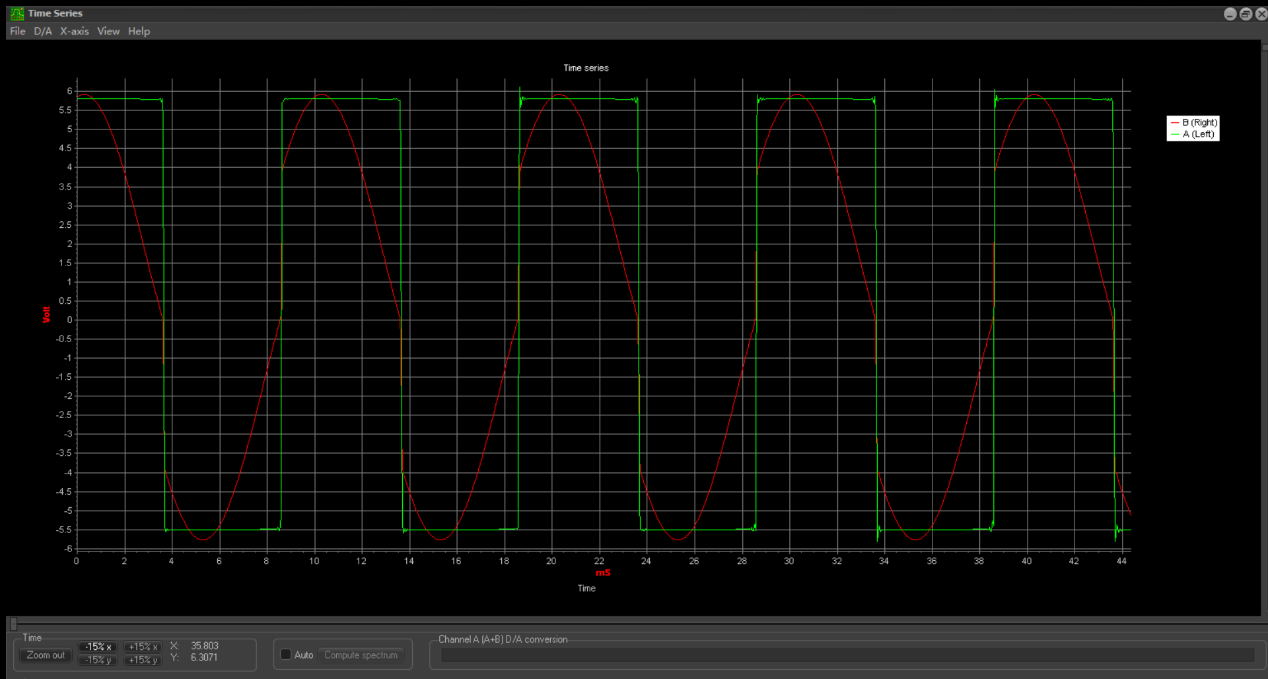 Time Series
File D/A X-axis View Help
Time series
6
5.5
5
4.5
4
3.5
3
2.5
2
1.5
1
0.5
0
-0.5
-1
-1.5
-2
-2.5
-3
-3.5
-4
-4.5
-5
-5.5
-6
Volt
B (Right)
A (Left)
0 2 4 6 8 10 12 14 16 18 20 22 24 26 28 30 32 34 36 38 40 42 44
mS
Time
Time
Zoom out
-15% x +15% x X: 35.803
-15% y +15% y Y: 6.3071
Auto Compute spectrum
Channel A (A+B) D/A conversion